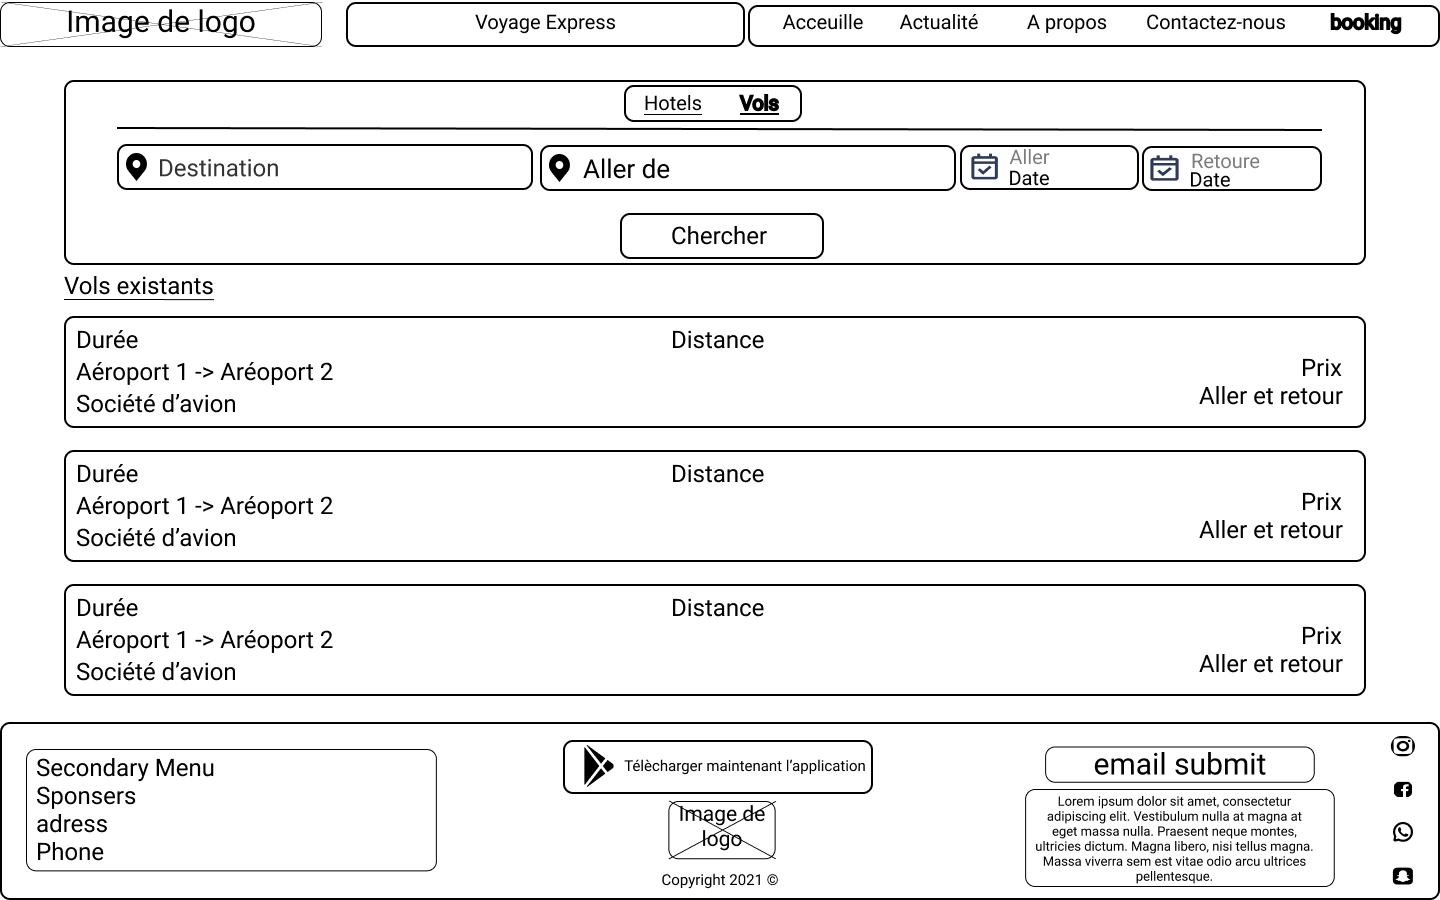 Image de logo
Voyage Express
Acceuille
Actualité
A propos
Contactez-nous
booking
Hotels
Vols
Destination
Aller de
Aller
Date
Retoure
Date
Chercher
Vols existants
Durée
Distance
Aéroport 1 -> Aréoport 2
Prix
Société d’avion
Aller et retour
Durée
Distance
Aéroport 1 -> Aréoport 2
Prix
Société d’avion
Aller et retour
Durée
Distance
Aéroport 1 -> Aréoport 2
Prix
Société d’avion
Aller et retour
Secondary Menu
Sponsers
adress
Phone
Télècharger maintenant l’application
Image de
logo
Copyright 2021 ©
email submit
Lorem ipsum dolor sit amet, consectetur
adipiscing elit. Vestibulum nulla at magna at
eget massa nulla. Praesent neque montes,
ultricies dictum. Magna libero, nisi tellus magna.
Massa viverra sem est vitae odio arcu ultrices
pellentesque.